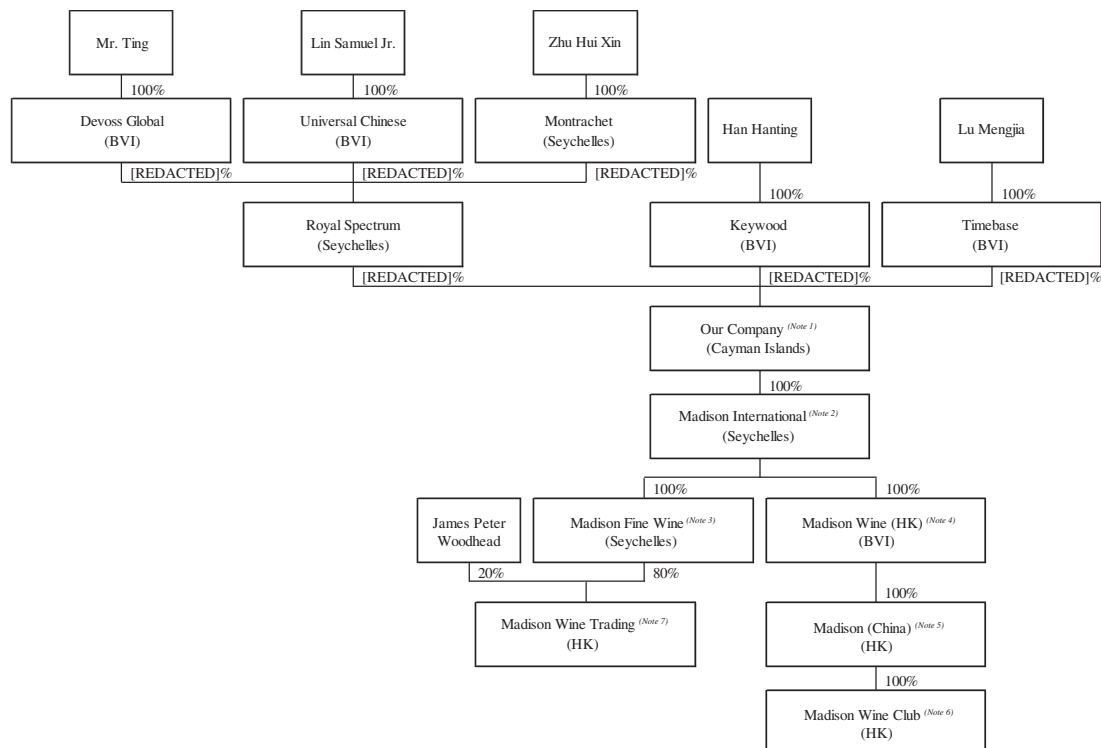 Mr. Ting
Lin Samuel Jr.
Zhu Hui Xin
100%
100%
100%
Devoss Global
(BVI)
Universal Chinese
(BVI)
Montrachet
(Seychelles)
Han Hanting
Lu Mengjia
[REDACTED]%
[REDACTED]%
[REDACTED]%
100%
100%
Royal Spectrum
(Seychelles)
Keywood
(BVI)
Timebase
(BVI)
[REDACTED]%
[REDACTED]%
[REDACTED]%
Our Company (Note 1)
(Cayman Islands)
100%
Madison International (Note 2)
(Seychelles)
100%
100%
James Peter
Woodhead
Madison Fine Wine (Note 3)
(Seychelles)
Madison Wine (HK) (Note 4)
(BVI)
20%
80%
100%
Madison Wine Trading (Note 7)
(HK)
Madison (China) (Note 5)
(HK)
100%
Madison Wine Club (Note 6)
(HK)